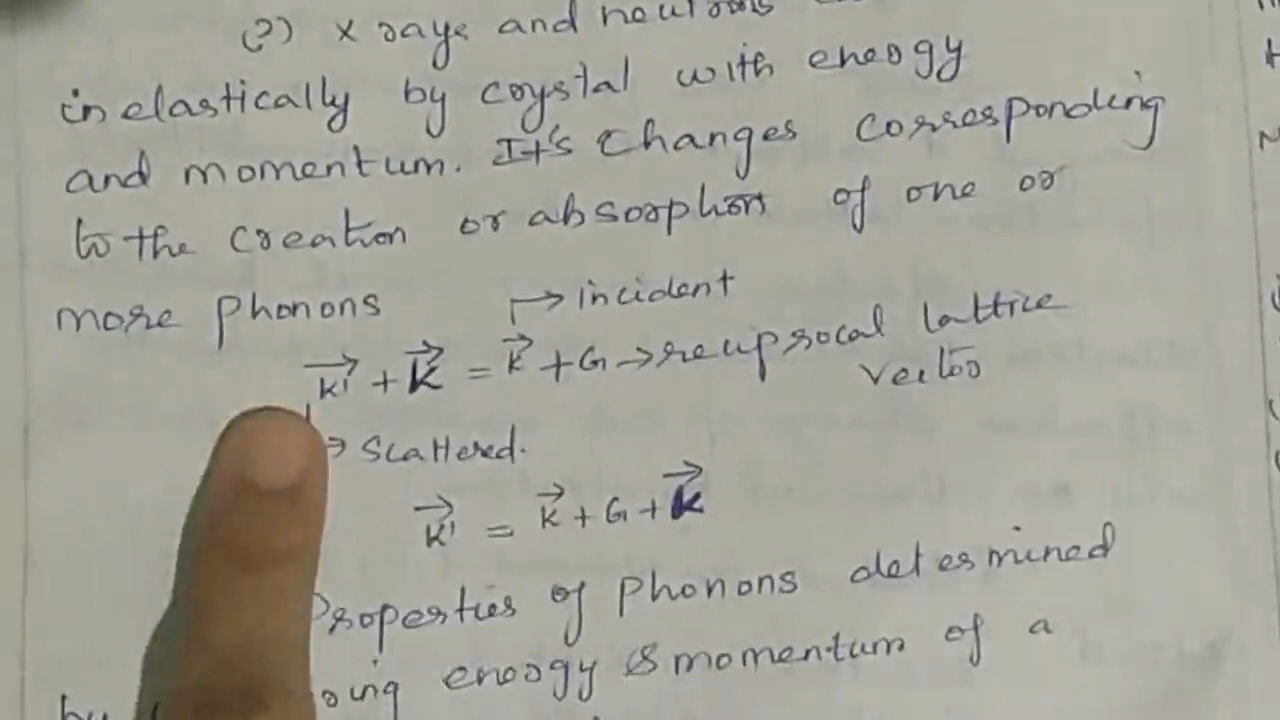 (2) x rays and neutrons
inelastically by crystal with energy
and momentum. It's changes corresponding
to the creation or absorption of one or
more phonons → incident
k⃗' + K⃗ = k⃗ + G → reciprocal lattice
vector
→ Scattered.
k⃗' = k⃗ + G + K⃗
Properties of phonons determined
by energy & momentum of a